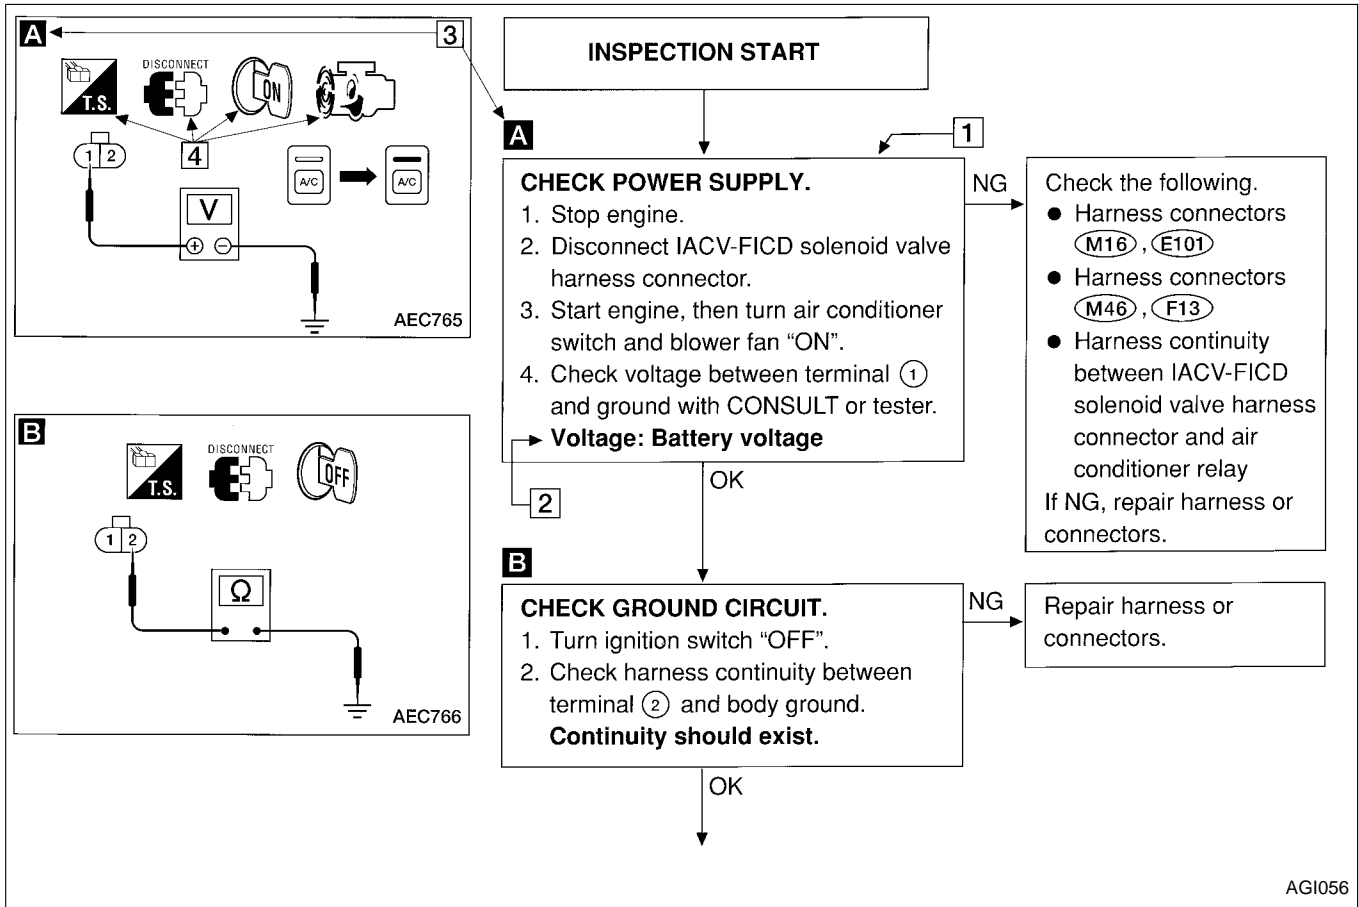 A
3
DISCONNECT
T.S.
ON
4
1 2
A/C
A/C
V
+ −
AEC765
B
DISCONNECT
T.S.
OFF
1 2
Ω
AEC766
INSPECTION START
A
1
CHECK POWER SUPPLY.
1. Stop engine.
2. Disconnect IACV-FICD solenoid valve
harness connector.
3. Start engine, then turn air conditioner
switch and blower fan “ON”.
4. Check voltage between terminal ①
and ground with CONSULT or tester.
Voltage: Battery voltage
2
NG
Check the following.
● Harness connectors
M16, E101
● Harness connectors
M46, F13
● Harness continuity
between IACV-FICD
solenoid valve harness
connector and air
conditioner relay
If NG, repair harness or
connectors.
OK
B
CHECK GROUND CIRCUIT.
1. Turn ignition switch “OFF”.
2. Check harness continuity between
terminal ② and body ground.
Continuity should exist.
NG
Repair harness or
connectors.
OK
AGI056